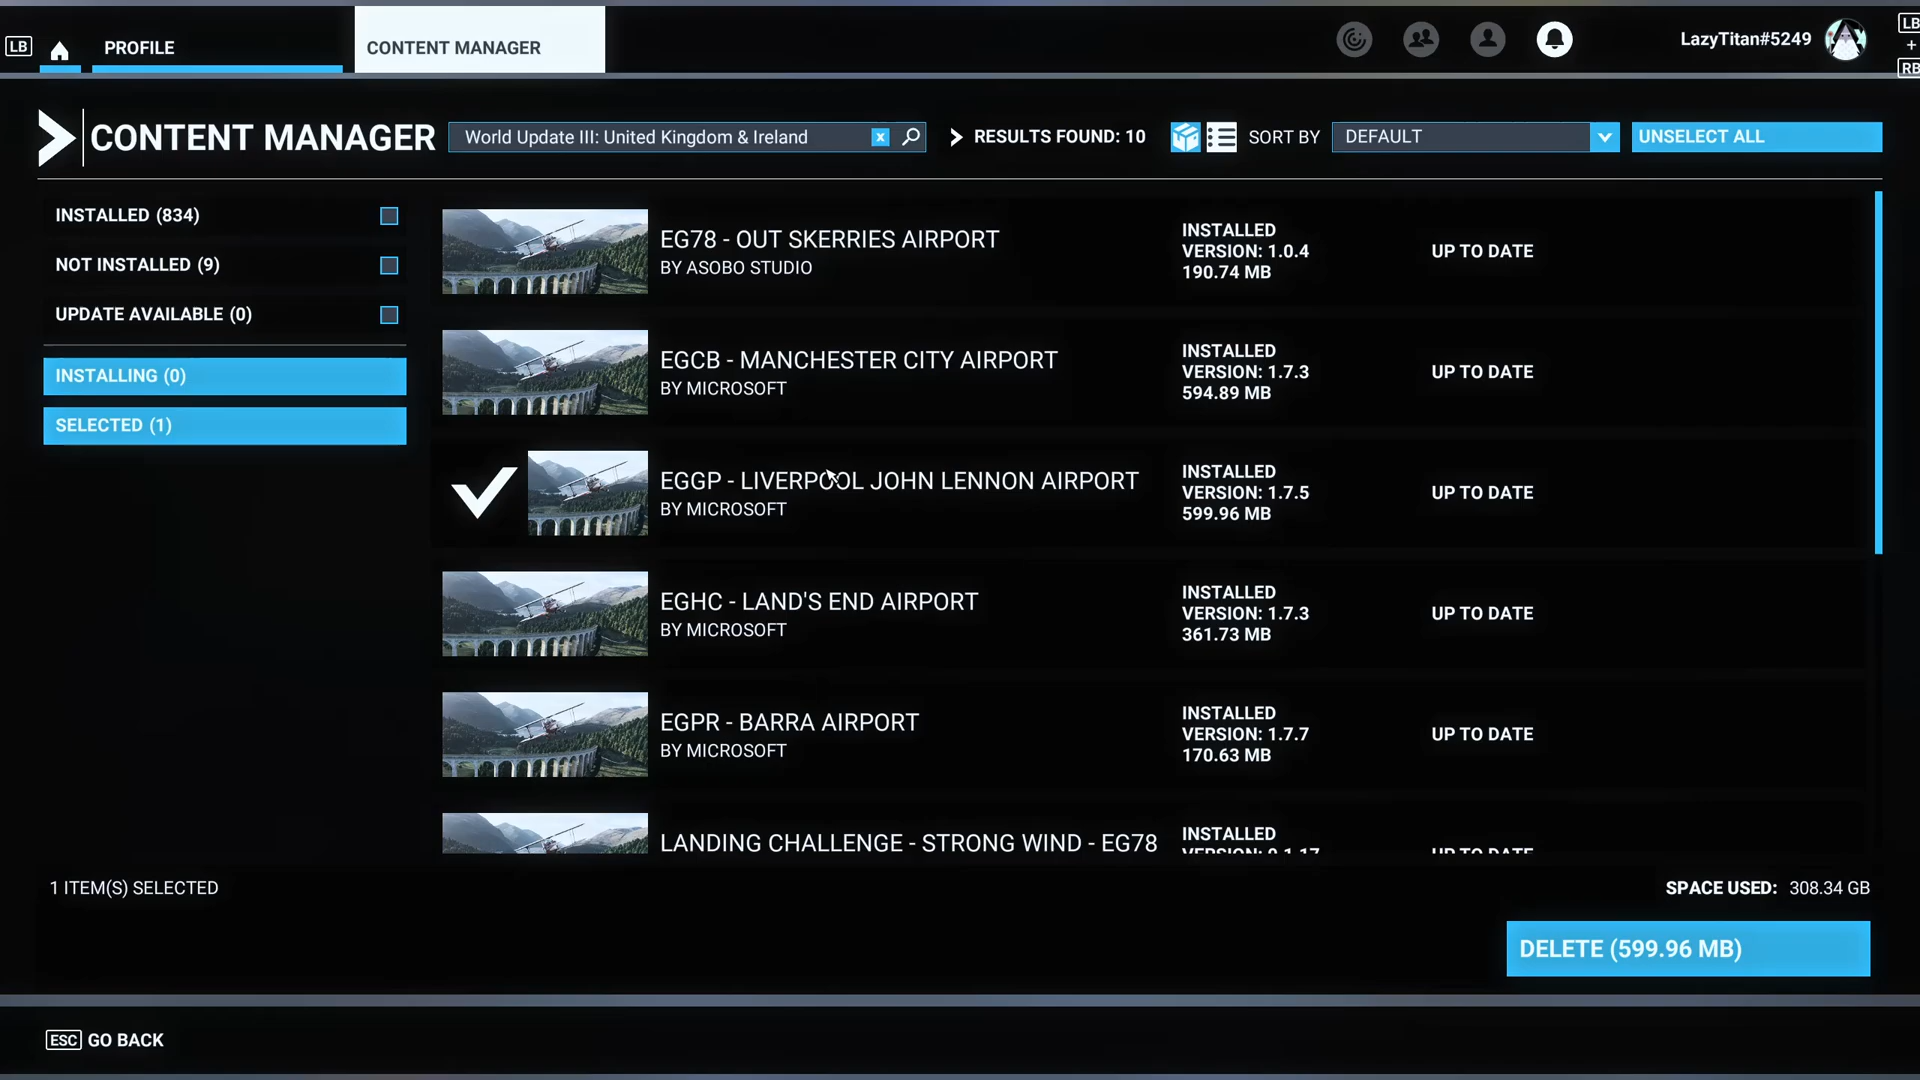 LB
PROFILE
CONTENT MANAGER
LazyTitan#5249
LB
+
RB
CONTENT MANAGER
World Update III: United Kingdom & Ireland
x
RESULTS FOUND: 10
SORT BY
DEFAULT
UNSELECT ALL
INSTALLED (834)
NOT INSTALLED (9)
UPDATE AVAILABLE (0)
INSTALLING (0)
SELECTED (1)
EG78 - OUT SKERRIES AIRPORT
BY ASOBO STUDIO
INSTALLED
VERSION: 1.0.4
190.74 MB
UP TO DATE
EGCB - MANCHESTER CITY AIRPORT
BY MICROSOFT
INSTALLED
VERSION: 1.7.3
594.89 MB
UP TO DATE
EGGP - LIVERPOOL JOHN LENNON AIRPORT
BY MICROSOFT
INSTALLED
VERSION: 1.7.5
599.96 MB
UP TO DATE
EGHC - LAND'S END AIRPORT
BY MICROSOFT
INSTALLED
VERSION: 1.7.3
361.73 MB
UP TO DATE
EGPR - BARRA AIRPORT
BY MICROSOFT
INSTALLED
VERSION: 1.7.7
170.63 MB
UP TO DATE
LANDING CHALLENGE - STRONG WIND - EG78
INSTALLED
VERSION:
UP TO DATE
1 ITEM(S) SELECTED
SPACE USED: 308.34 GB
DELETE (599.96 MB)
ESC GO BACK